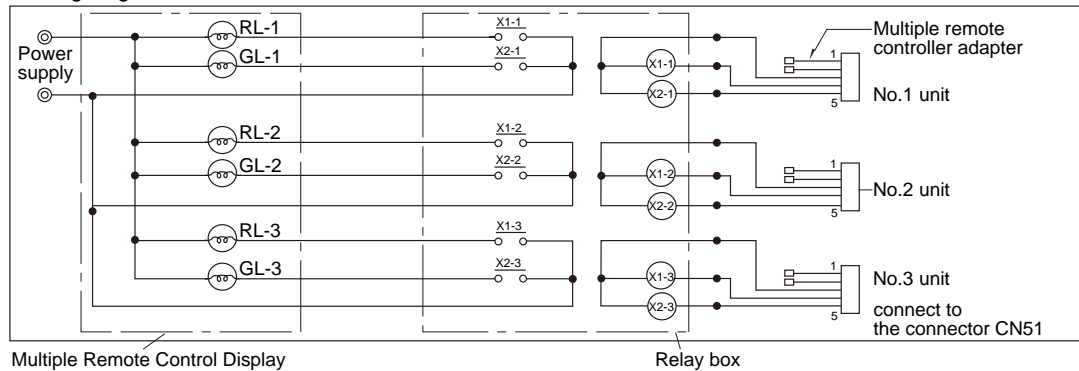 RL-1
X1-1
Power
supply
GL-1
X2-1
X1-1
X2-1
Multiple remote
controller adapter
1
5
No.1 unit
RL-2
X1-2
GL-2
X2-2
X1-2
X2-2
1
5
No.2 unit
RL-3
X1-3
GL-3
X2-3
X1-3
X2-3
1
5
No.3 unit
connect to
the connector CN51
Multiple Remote Control Display
Relay box